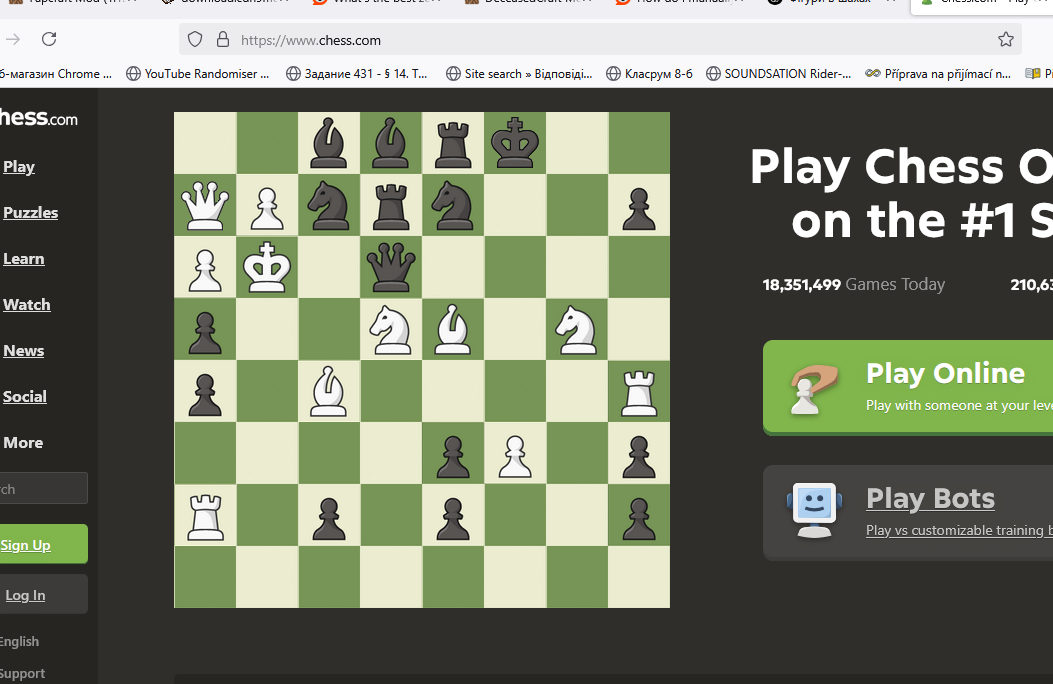 https://www.chess.com
б-магазин Chrome ... YouTube Randomiser ... Задание 431 - § 14. Т... Site search » Відповіді... Класрум 8-б SOUNDSATION Rider-... Příprava na přijímací n...
hess.com
Play
Puzzles
Learn
Watch
News
Social
More
rch
Sign Up
Log In
English
Support
Play Chess O
on the #1 S
18,351,499 Games Today 210,63
Play Online
Play with someone at your leve
Play Bots
Play vs customizable training b